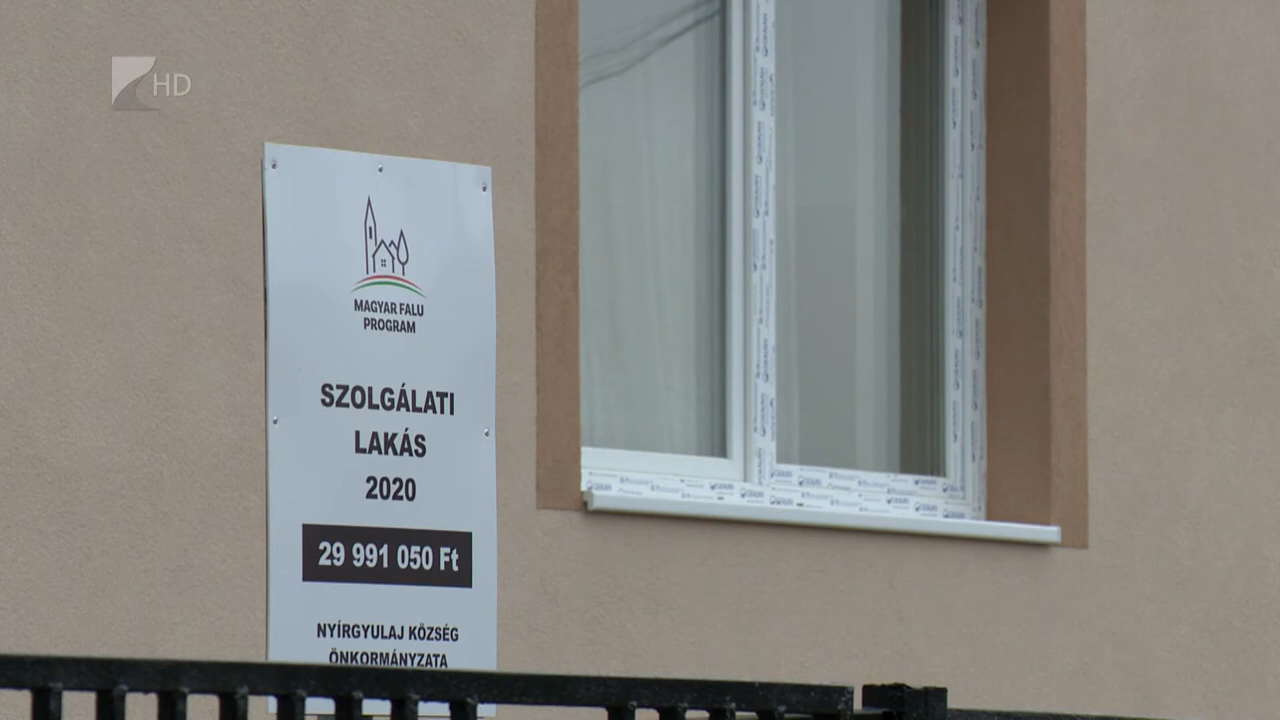 HD
MAGYAR FALU
PROGRAM
SZOLGÁLATI
LAKÁS
2020
29 991 050 Ft
NYÍRGYULAJ KÖZSÉG
ÖNKORMÁNYZATA